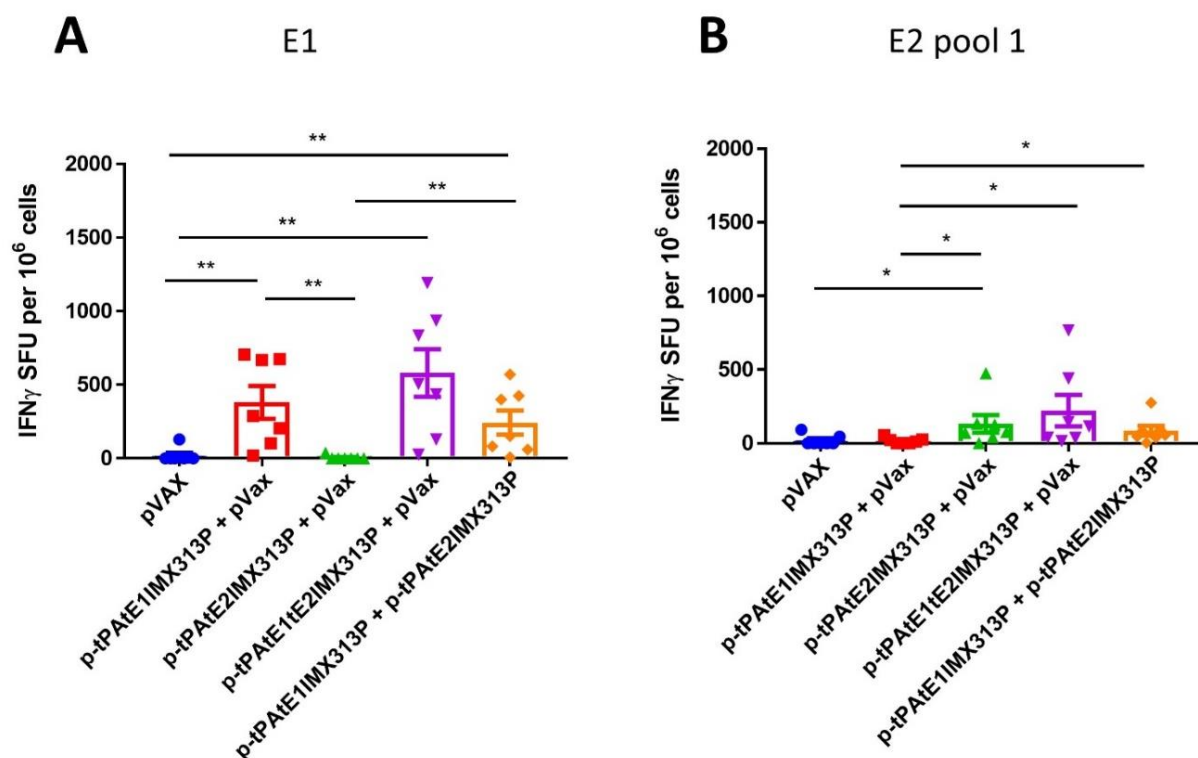 A
E1
**
**
**
**
**
IFNγ SFU per 10⁶ cells
2000
1500
1000
500
0
pVAX
p-tPAtE1IMX313P + pVax
p-tPAtE2IMX313P + pVax
p-tPAtE1tE2IMX313P + pVax
p-tPAtE1IMX313P + p-tPAtE2IMX313P
B
E2 pool 1
*
*
*
*
IFNγ SFU per 10⁶ cells
2000
1500
1000
500
0
pVAX
p-tPAtE1IMX313P + pVax
p-tPAtE2IMX313P + pVax
p-tPAtE1tE2IMX313P + pVax
p-tPAtE1IMX313P + p-tPAtE2IMX313P